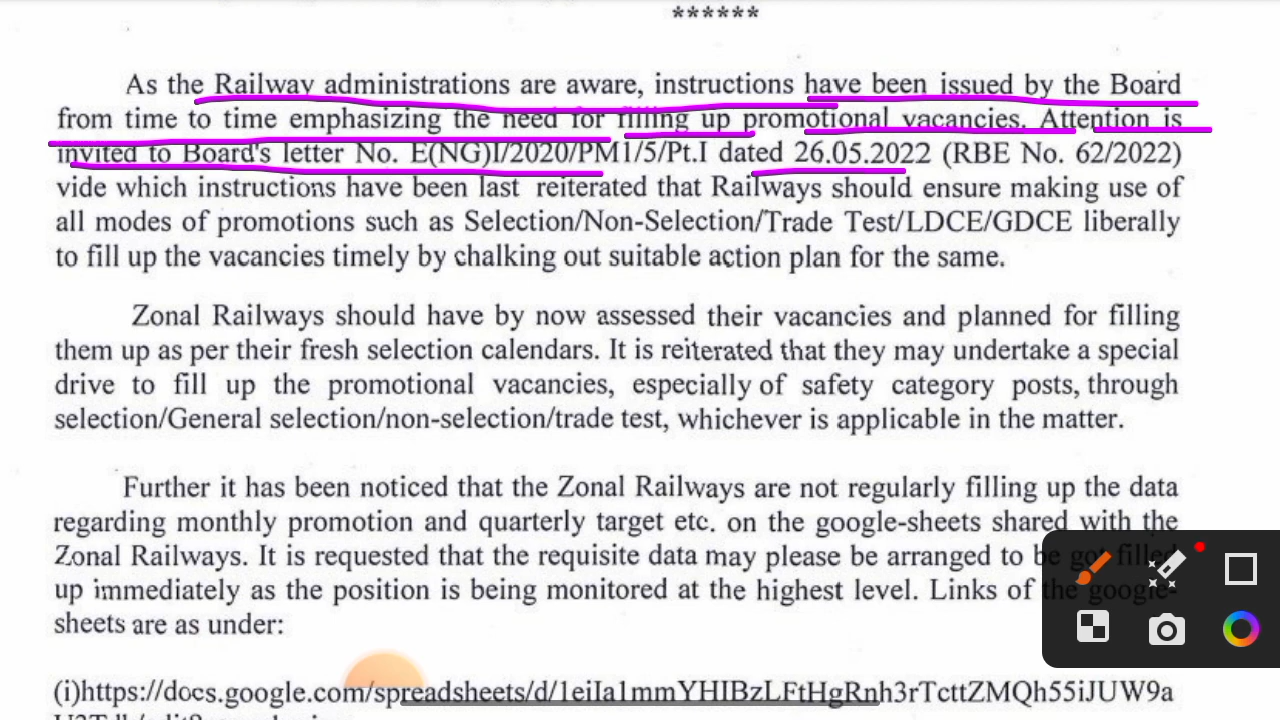 ******
As the Railway administrations are aware, instructions have been issued by the Board
from time to time emphasizing the need for filling up promotional vacancies. Attention is
invited to Board's letter No. E(NG)I/2020/PM1/5/Pt.I dated 26.05.2022 (RBE No. 62/2022)
vide which instructions have been last reiterated that Railways should ensure making use of
all modes of promotions such as Selection/Non-Selection/Trade Test/LDCE/GDCE liberally
to fill up the vacancies timely by chalking out suitable action plan for the same.
Zonal Railways should have by now assessed their vacancies and planned for filling
them up as per their fresh selection calendars. It is reiterated that they may undertake a special
drive to fill up the promotional vacancies, especially of safety category posts, through
selection/General selection/non-selection/trade test, whichever is applicable in the matter.
Further it has been noticed that the Zonal Railways are not regularly filling up the data
regarding monthly promotion and quarterly target etc. on the google-sheets shared with the
Zonal Railways. It is requested that the requisite data may please be arranged to be got filled
up immediately as the position is being monitored at the highest level. Links of the google-
sheets are as under:
(i)https://docs.google.com/spreadsheets/d/1eiIa1mmYHIBzLFtHgRnh3rTcttZMQh55iJUW9a